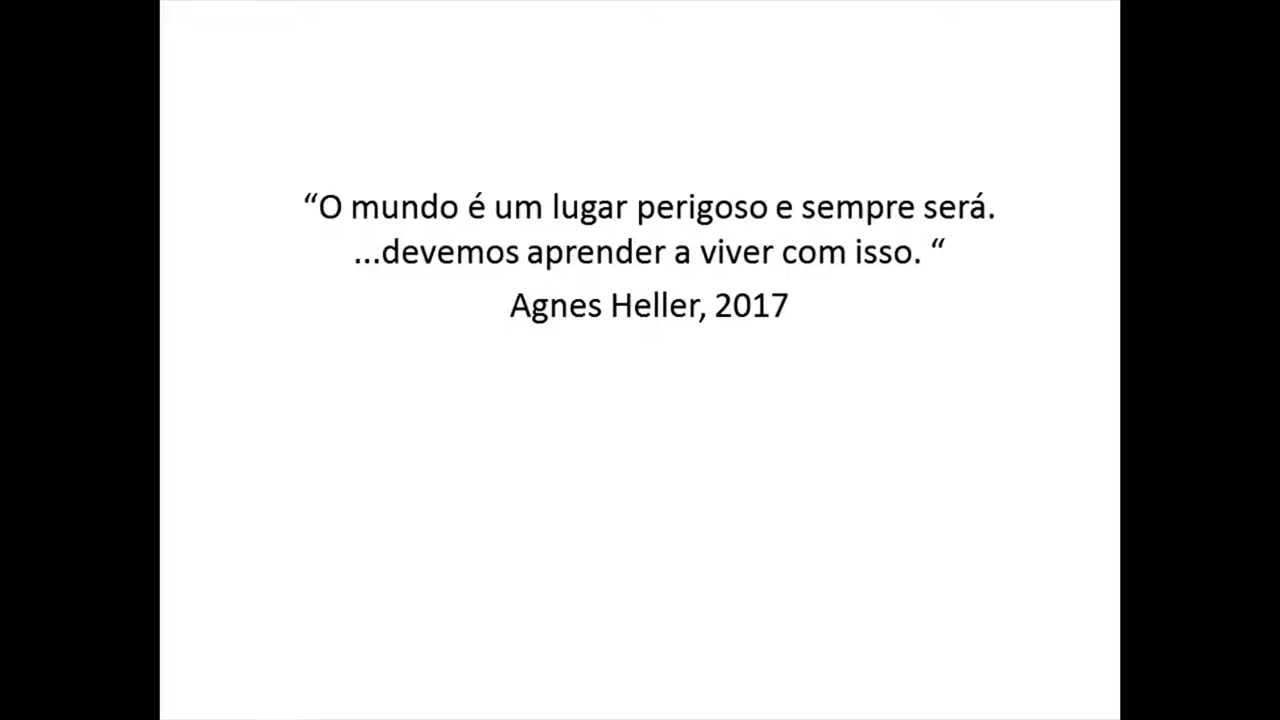 “O mundo é um lugar perigoso e sempre será.
...devemos aprender a viver com isso. “
Agnes Heller, 2017